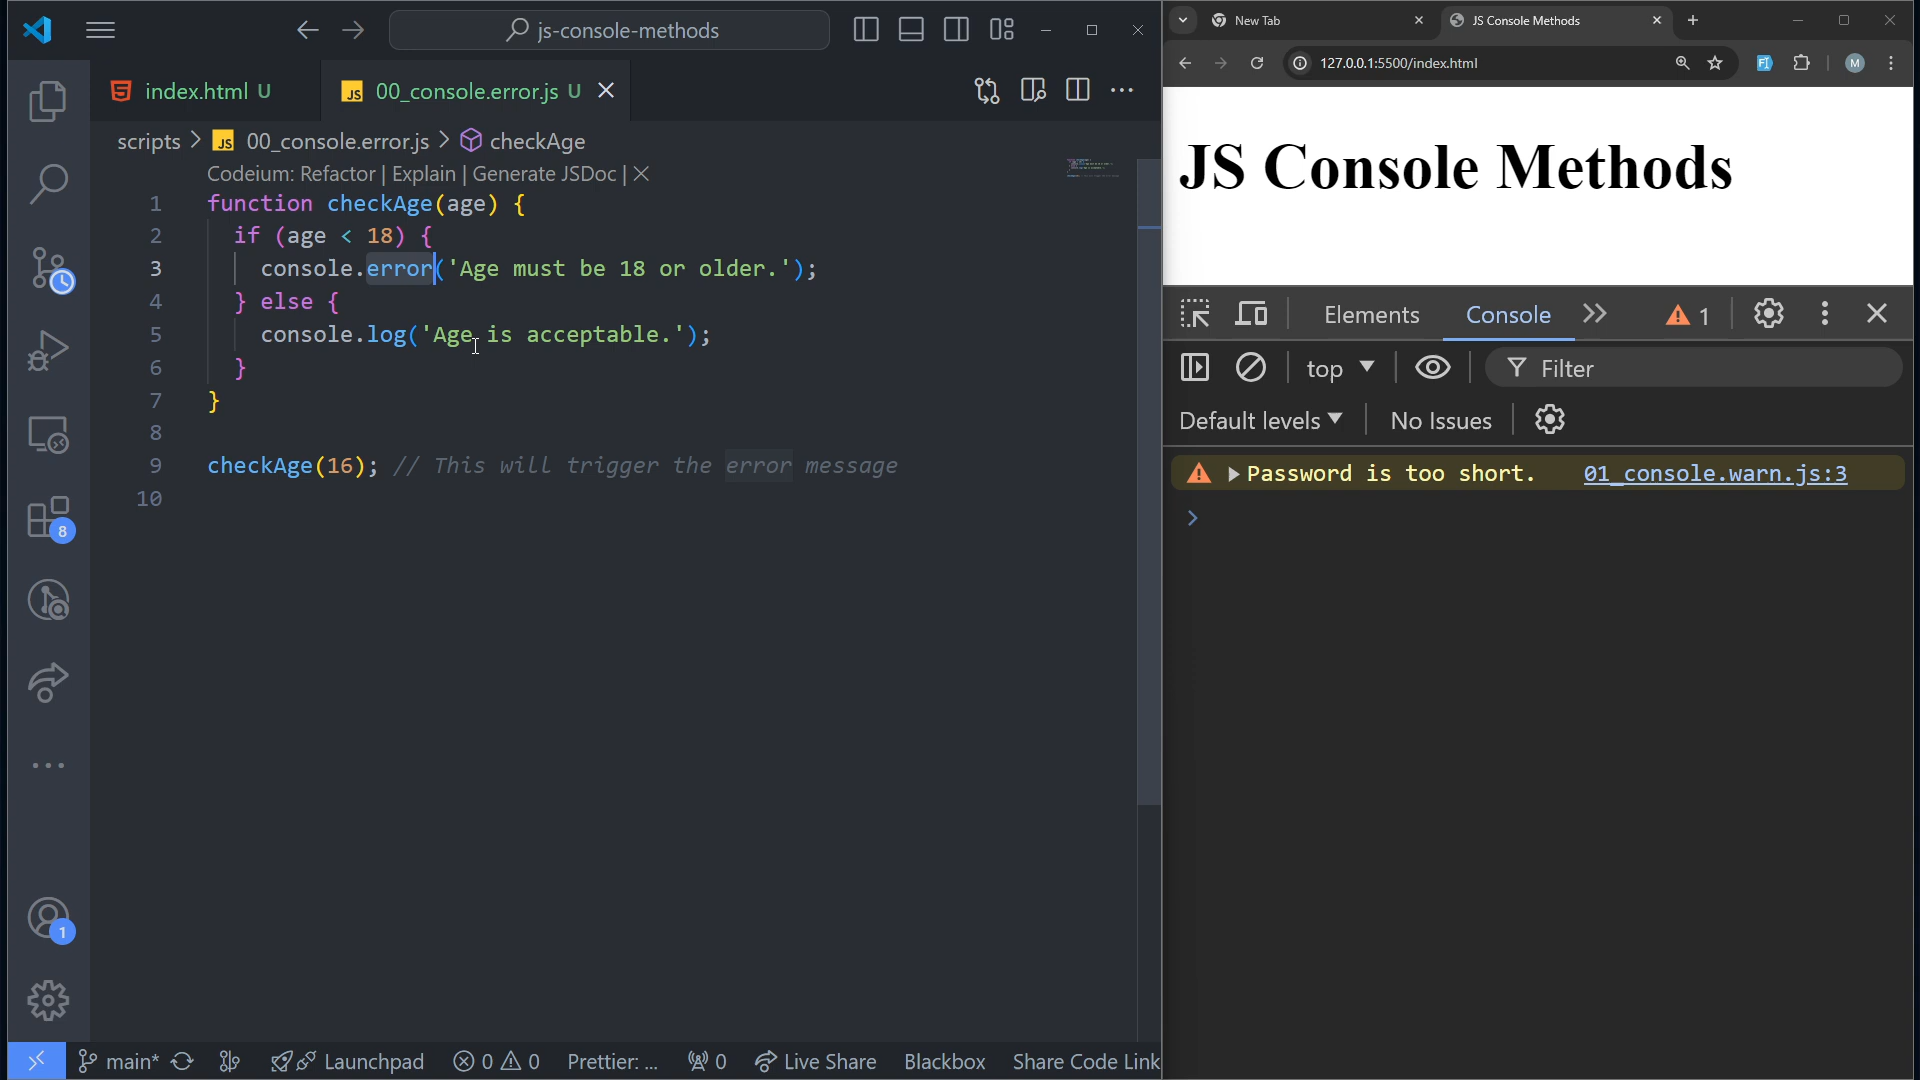 js-console-methods
index.html U
JS 00_console.error.js U
scripts > JS 00_console.error.js > checkAge
Codeium: Refactor | Explain | Generate JSDoc |
1 function checkAge(age) {
2 if (age < 18) {
3 console.error('Age must be 18 or older.');
4 } else {
5 console.log('Age is acceptable.');
6 }
7 }
8
9 checkAge(16); // This will trigger the error message
10
8
1
main* Launchpad 0 0 Prettier: ... 0 Live Share Blackbox Share Code Link
New Tab
JS Console Methods
127.0.0.1:5500/index.html
M
JS Console Methods
Elements Console 1
top Filter
Default levels No Issues
Password is too short. 01_console.warn.js:3